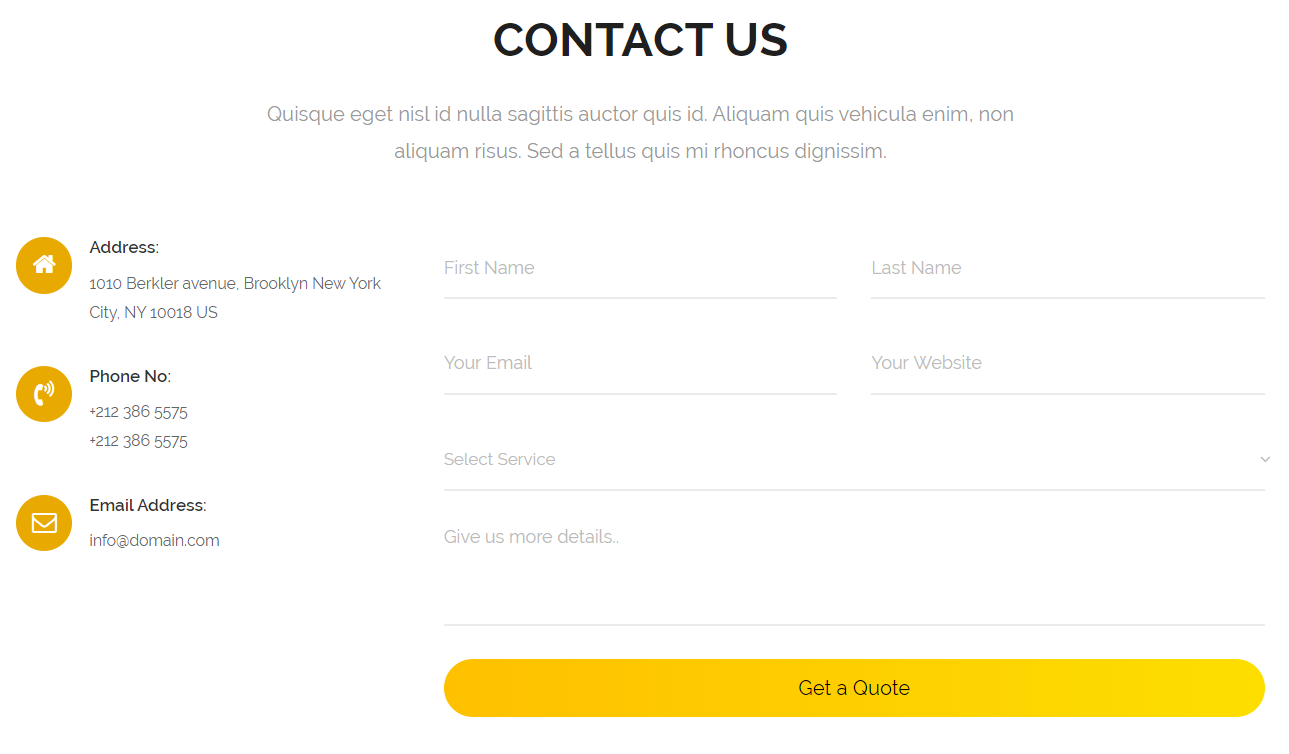 CONTACT US
Quisque eget nisl id nulla sagittis auctor quis id. Aliquam quis vehicula enim, non
aliquam risus. Sed a tellus quis mi rhoncus dignissim.
Address:
1010 Berkler avenue, Brooklyn New York
City, NY 10018 US
Phone No:
+212 386 5575
+212 386 5575
Email Address:
info@domain.com
First Name
Last Name
Your Email
Your Website
Select Service
Give us more details..
Get a Quote